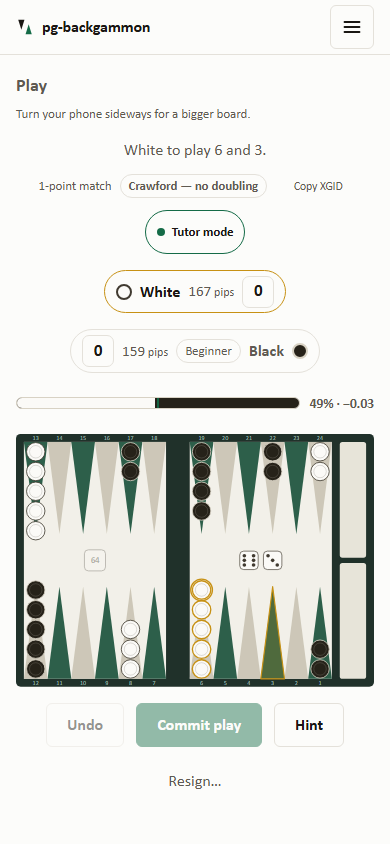 pg-backgammon
Play
Turn your phone sideways for a bigger board.
White to play 6 and 3.
1-point match Crawford — no doubling Copy XGID
Tutor mode
White 167 pips 0
0 159 pips Beginner Black
49% · −0.03
13 14 15 16 17 18 19 20 21 22 23 24
64
12 11 10 9 8 7 6 5 4 3 2 1
Undo Commit play Hint
Resign...